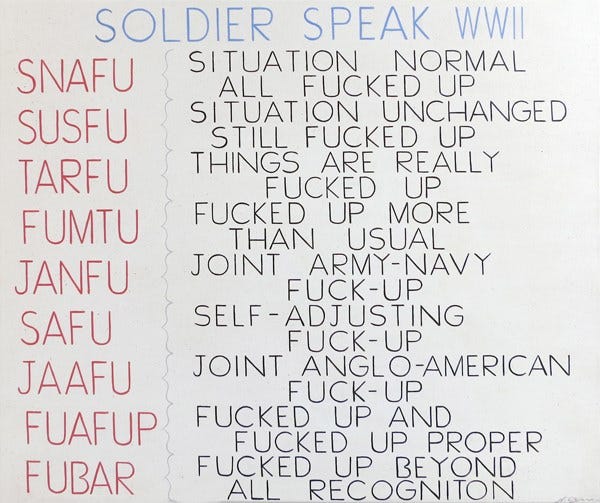 SOLDIER SPEAK WWII
SNAFU SITUATION NORMAL
ALL FUCKED UP
SUSFU SITUATION UNCHANGED
STILL FUCKED UP
TARFU THINGS ARE REALLY
FUCKED UP
FUMTU FUCKED UP MORE
THAN USUAL
JANFU JOINT ARMY-NAVY
FUCK-UP
SAFU SELF-ADJUSTING
FUCK-UP
JAAFU JOINT ANGLO-AMERICAN
FUCK-UP
FUAFUP FUCKED UP AND
FUCKED UP PROPER
FUBAR FUCKED UP BEYOND
ALL RECOGNITON